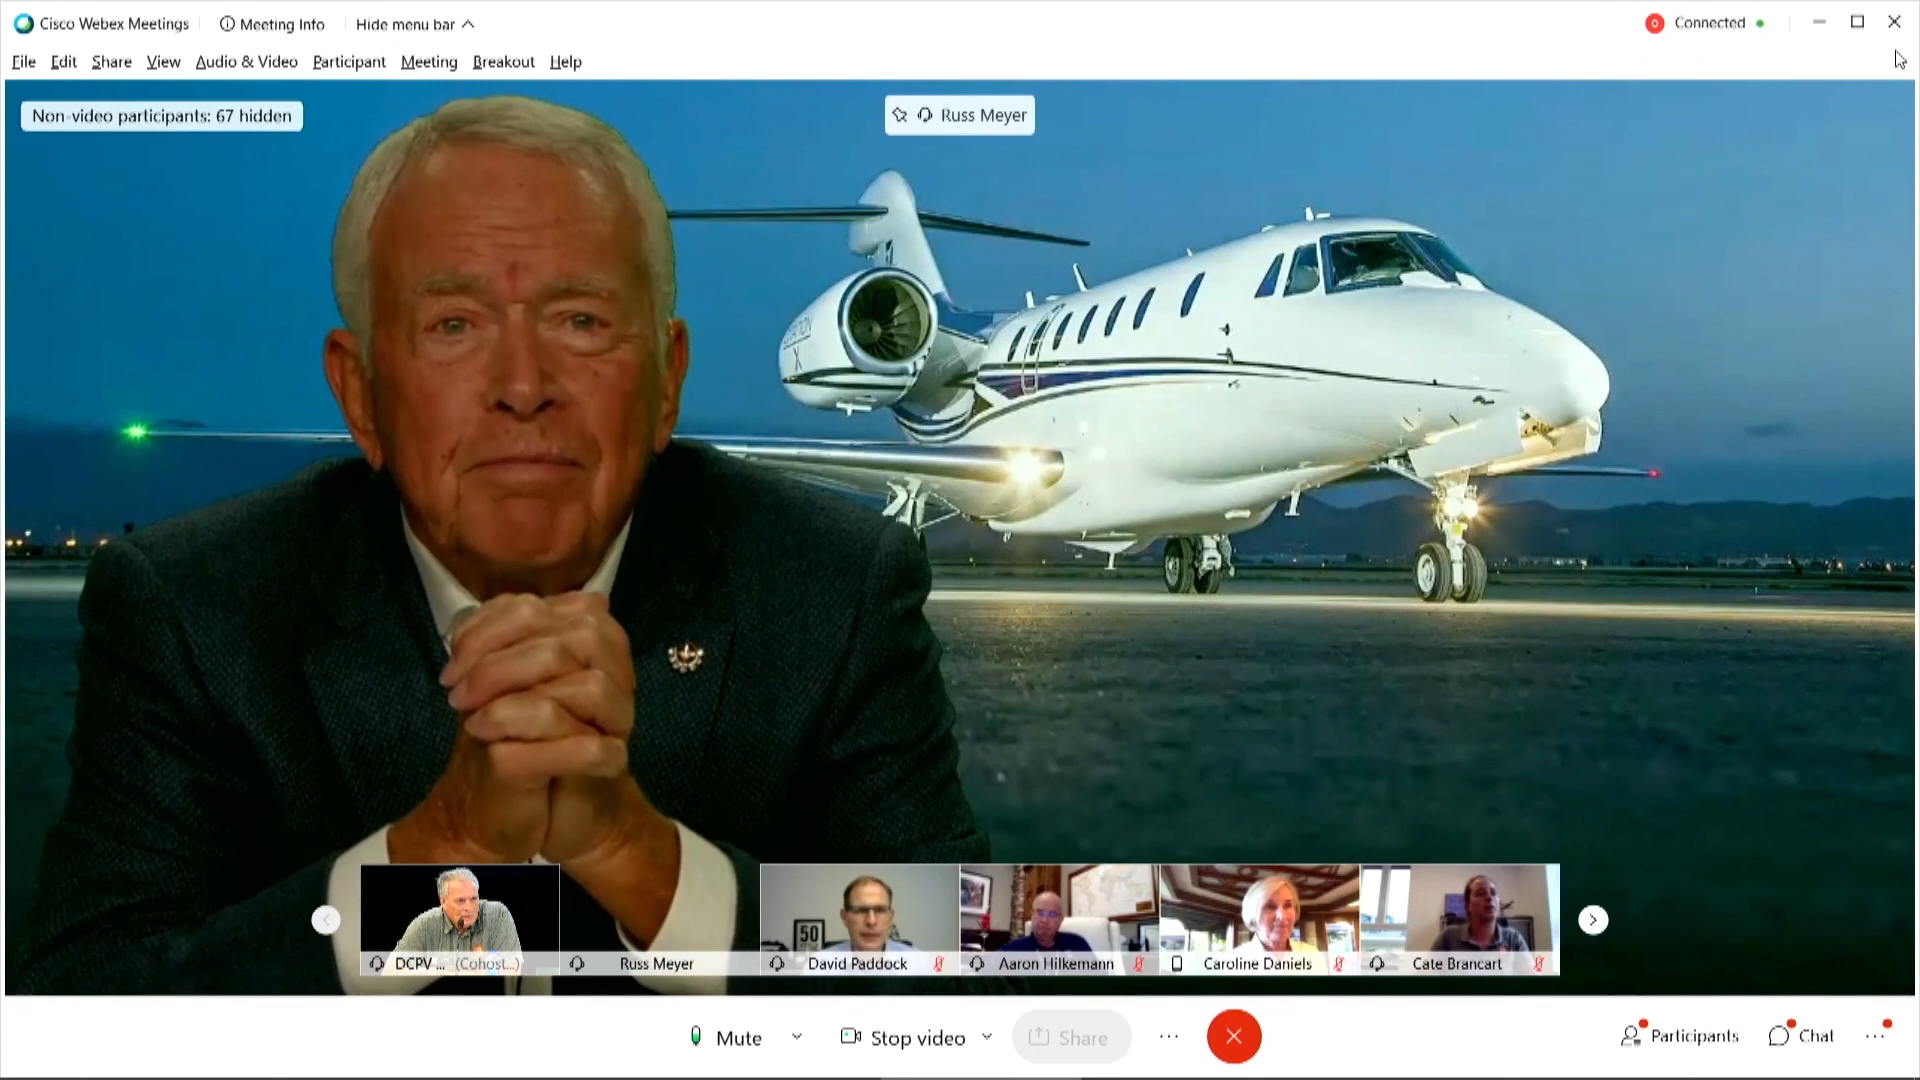 Cisco Webex Meetings
Meeting Info
Hide menu bar
Connected
File Edit Share View Audio & Video Participant Meeting Breakout Help
Non-video participants: 67 hidden
Russ Meyer
X
50
DCPV ... (Cohost...)
Russ Meyer
David Paddock
Aaron Hilkemann
Caroline Daniels
Cate Brancart
Mute
Stop video
Share
Participants
Chat